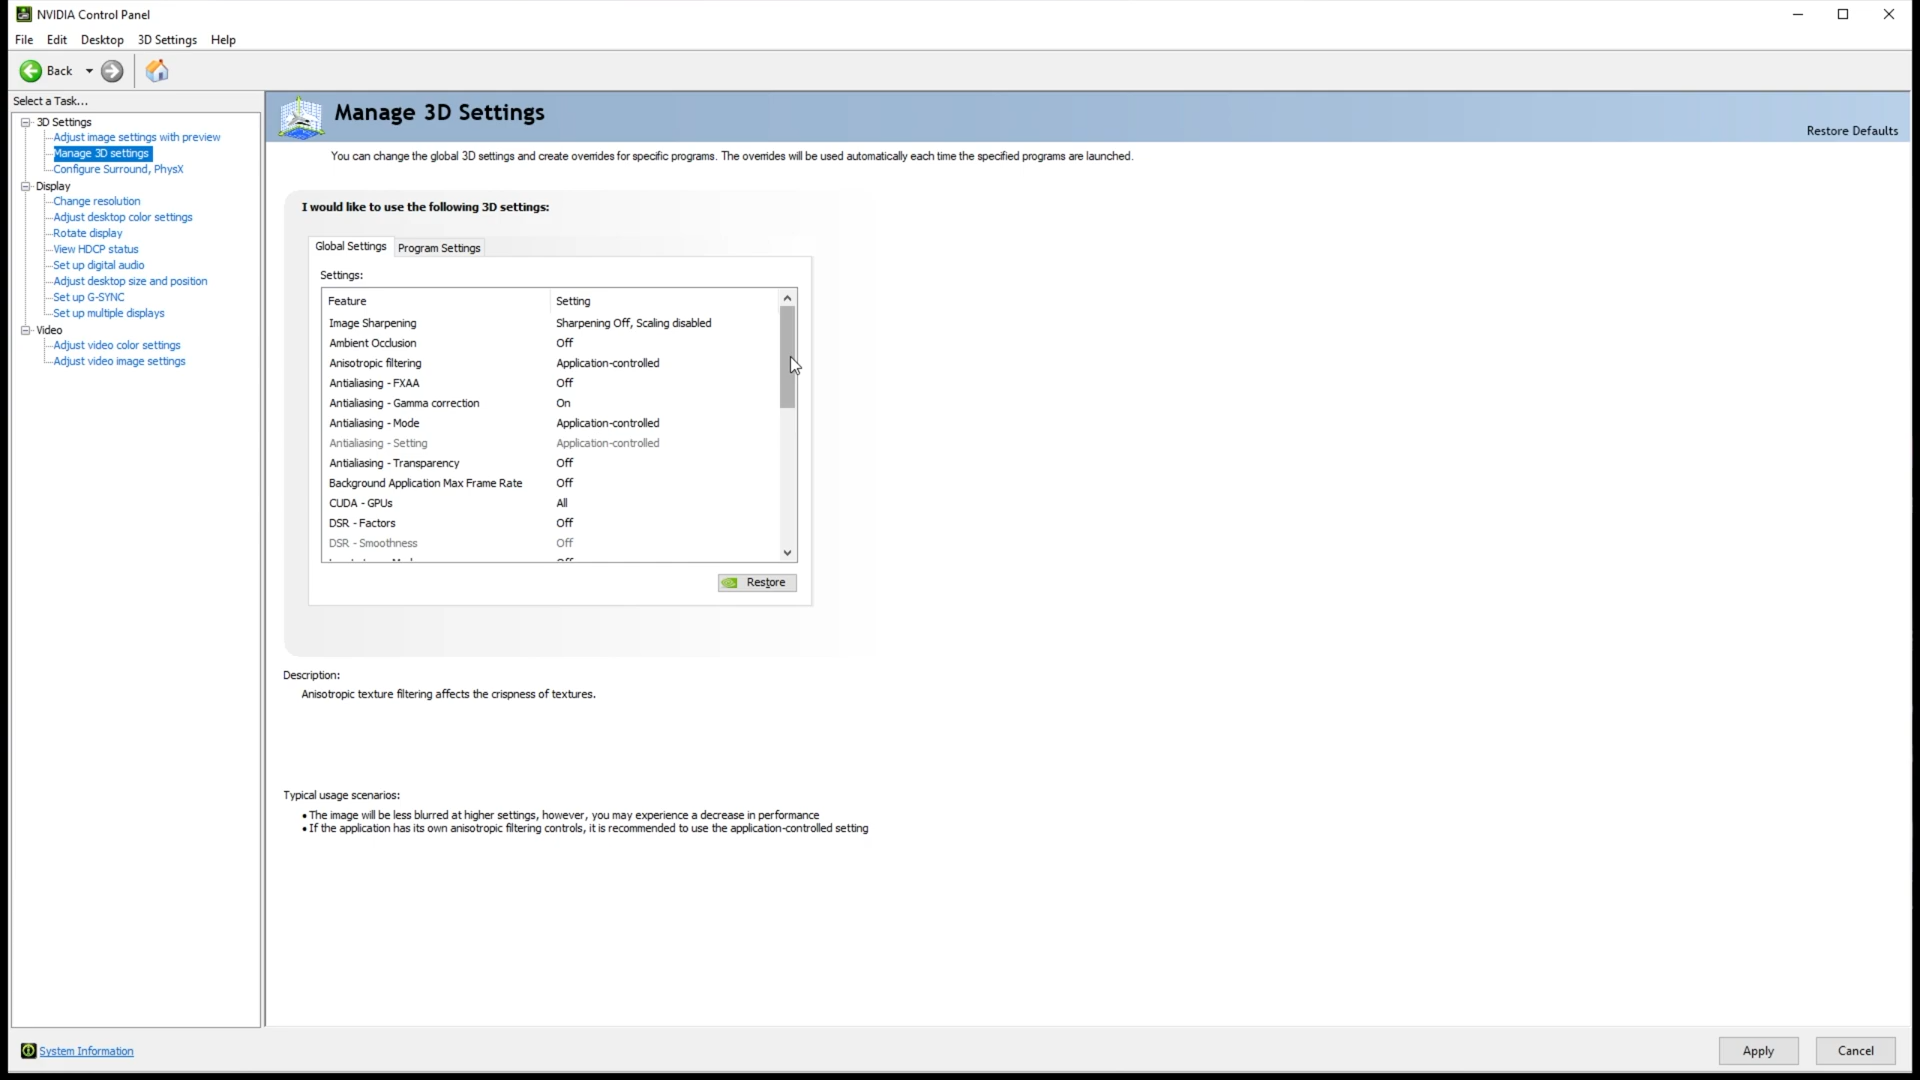 NVIDIA Control Panel
File Edit Desktop 3D Settings Help
Back
Select a Task...
3D Settings
Adjust image settings with preview
Manage 3D settings
Configure Surround, PhysX
Display
Change resolution
Adjust desktop color settings
Rotate display
View HDCP status
Set up digital audio
Adjust desktop size and position
Set up G-SYNC
Set up multiple displays
Video
Adjust video color settings
Adjust video image settings
System Information
Manage 3D Settings
Restore Defaults
You can change the global 3D settings and create overrides for specific programs. The overrides will be used automatically each time the specified programs are launched.
I would like to use the following 3D settings:
Global Settings Program Settings
Settings:
Feature Setting
Image Sharpening Sharpening Off, Scaling disabled
Ambient Occlusion Off
Anisotropic filtering Application-controlled
Antialiasing - FXAA Off
Antialiasing - Gamma correction On
Antialiasing - Mode Application-controlled
Antialiasing - Setting Application-controlled
Antialiasing - Transparency Off
Background Application Max Frame Rate Off
CUDA - GPUs All
DSR - Factors Off
DSR - Smoothness Off
Restore
Description:
Anisotropic texture filtering affects the crispness of textures.
Typical usage scenarios:
• The image will be less blurred at higher settings, however, you may experience a decrease in performance
• If the application has its own anisotropic filtering controls, it is recommended to use the application-controlled setting
Apply Cancel